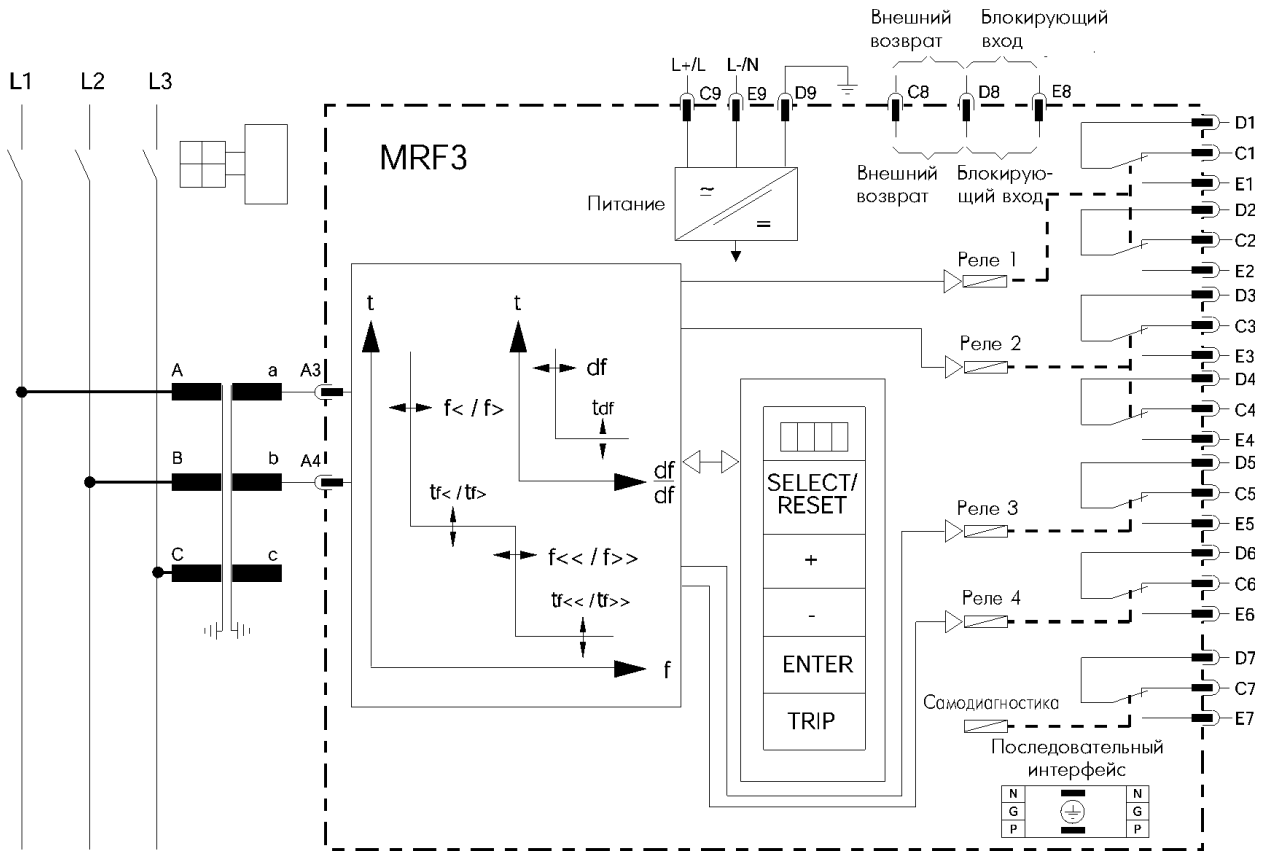 Внешний возврат
Блокирующий вход
L1
L2
L3
L+/L
L-/N
C9
E9
D9
C8
D8
E8
MRF3
Питание
Внешний возврат
Блокирую-
щий вход
D1
C1
E1
D2
C2
E2
D3
C3
E3
D4
C4
E4
D5
C5
E5
D6
C6
E6
D7
C7
E7
Реле 1
Реле 2
Реле 3
Реле 4
Самодиагностика
A
a
A3
B
b
A4
C
c
t
f< / f>
tf< / tf>
f<< / f>>
tf<< / tf>>
f
t
df
tdf
df
df
SELECT/
RESET
+
-
ENTER
TRIP
Последовательный
интерфейс
N
G
P
N
G
P